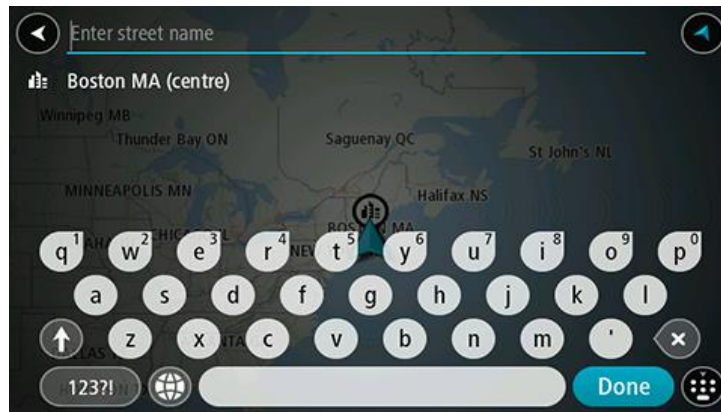 Enter street name
Boston MA (centre)
Winnipeg MB
Thunder Bay ON
Saguenay QC
St John's NL
MINNEAPOLIS MN
Halifax NS
q1 w2 e3 r4 t5 y6 u7 i8 o9 p0
a s d f g h j k l
z x c v b n m '
123?! Done